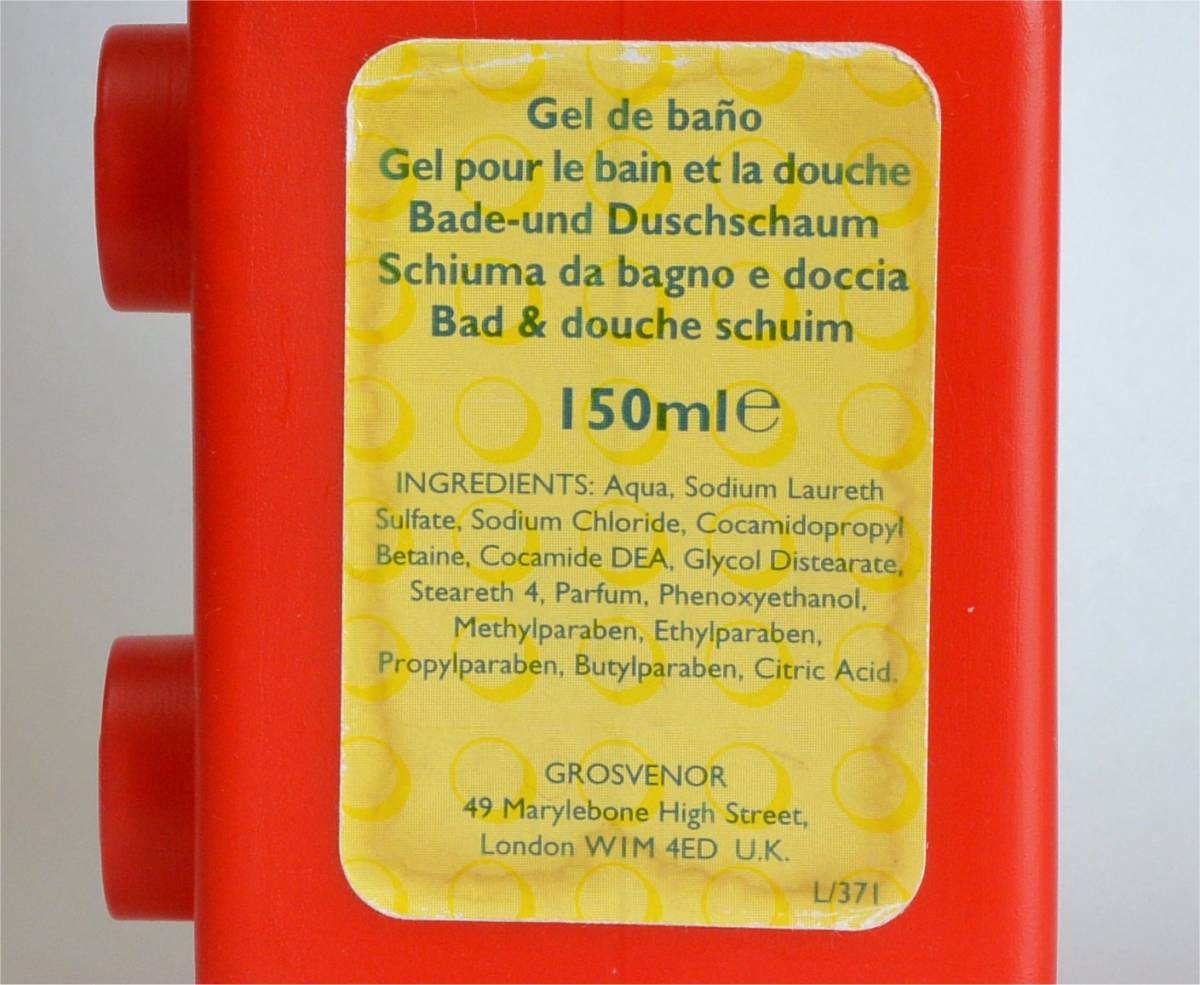 Gel de baño
Gel pour le bain et la douche
Bade-und Duschschaum
Schiuma da bagno e doccia
Bad & douche schuim
150ml℮
INGREDIENTS: Aqua, Sodium Laureth
Sulfate, Sodium Chloride, Cocamidopropyl
Betaine, Cocamide DEA, Glycol Distearate,
Steareth 4, Parfum, Phenoxyethanol,
Methylparaben, Ethylparaben,
Propylparaben, Butylparaben, Citric Acid.
GROSVENOR
49 Marylebone High Street,
London W1M 4ED U.K.
L/371